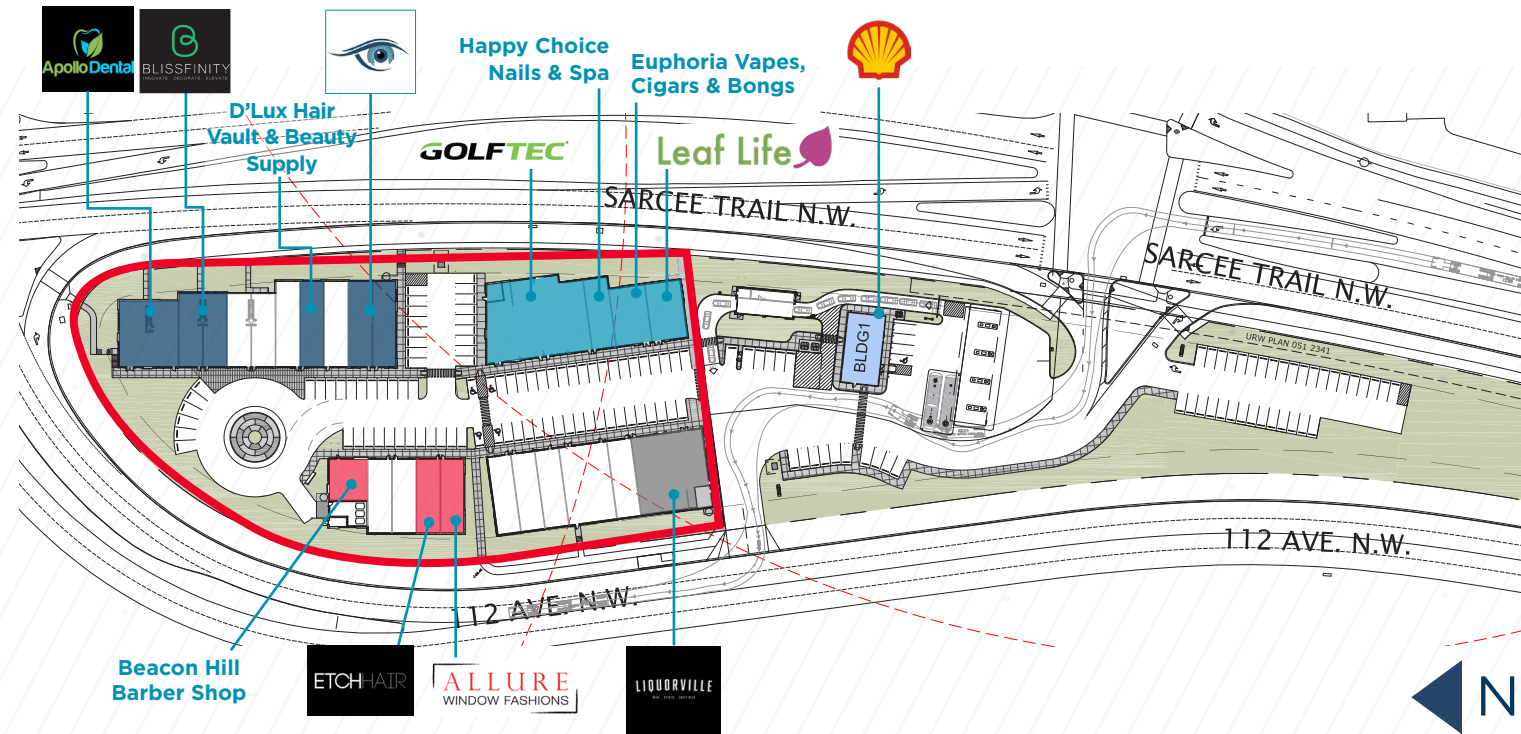 Apollo Dental
BLISSFINITY
INNOVATE. DECORATE. ELEVATE.
D'Lux Hair
Vault & Beauty
Supply
Happy Choice
Nails & Spa
Euphoria Vapes,
Cigars & Bongs
GOLFTEC
Leaf Life
SARCEE TRAIL N.W.
SARCEE TRAIL N.W.
URW PLAN 051 2341
BLDG1
112 AVE. N.W.
112 AVE. N.W.
Beacon Hill
Barber Shop
ETCHHAIR
ALLURE
WINDOW FASHIONS
LIQUORVILLE
N